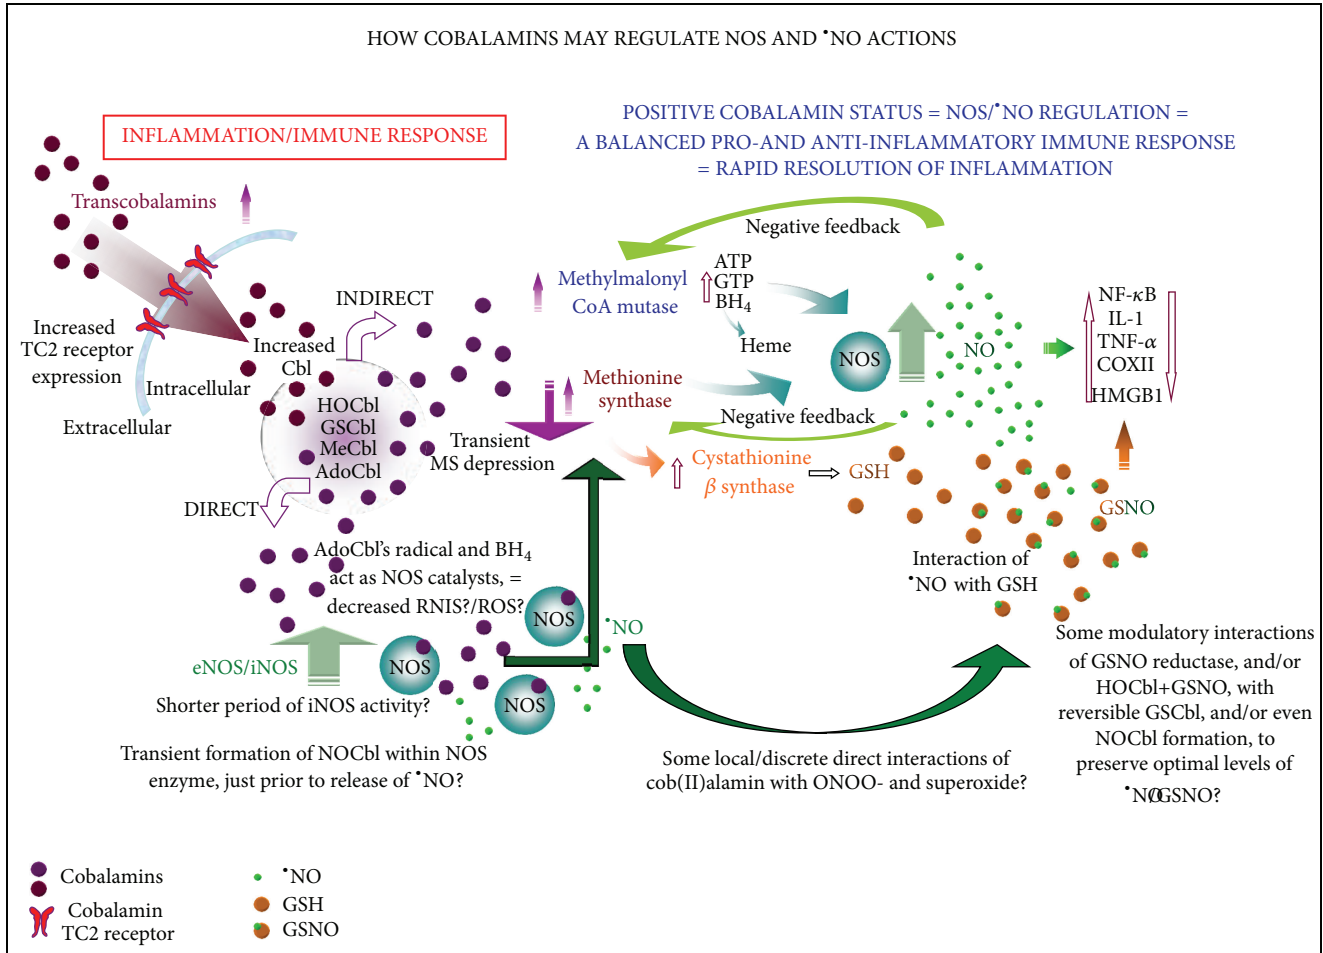 HOW COBALAMINS MAY REGULATE NOS AND •NO ACTIONS
INFLAMMATION/IMMUNE RESPONSE
POSITIVE COBALAMIN STATUS = NOS/•NO REGULATION =
A BALANCED PRO-AND ANTI-INFLAMMATORY IMMUNE RESPONSE
= RAPID RESOLUTION OF INFLAMMATION
Transcobalamins
Increased
TC2 receptor
expression
Intracellular
Extracellular
INDIRECT
Increased
Cbl
HOCbl
GSCbl
MeCbl
AdoCbl
DIRECT
Negative feedback
Methylmalonyl
CoA mutase
ATP
GTP
BH4
Heme
NOS
NO
NF-κB
IL-1
TNF-α
COXII
HMGB1
Methionine
synthase
Negative feedback
Transient
MS depression
Cystathionine
β synthase
GSH
GSNO
Interaction of
•NO with GSH
AdoCbl's radical and BH4
act as NOS catalysts, =
decreased RNIS?/ROS?
NOS
•NO
eNOS/iNOS
NOS
NOS
Shorter period of iNOS activity?
Transient formation of NOCbl within NOS
enzyme, just prior to release of •NO?
Some local/discrete direct interactions of
cob(II)alamin with ONOO- and superoxide?
Some modulatory interactions
of GSNO reductase, and/or
HOCbl+GSNO, with
reversible GSCbl, and/or even
NOCbl formation, to
preserve optimal levels of
•NO/GSNO?
Cobalamins
Cobalamin
TC2 receptor
•NO
GSH
GSNO